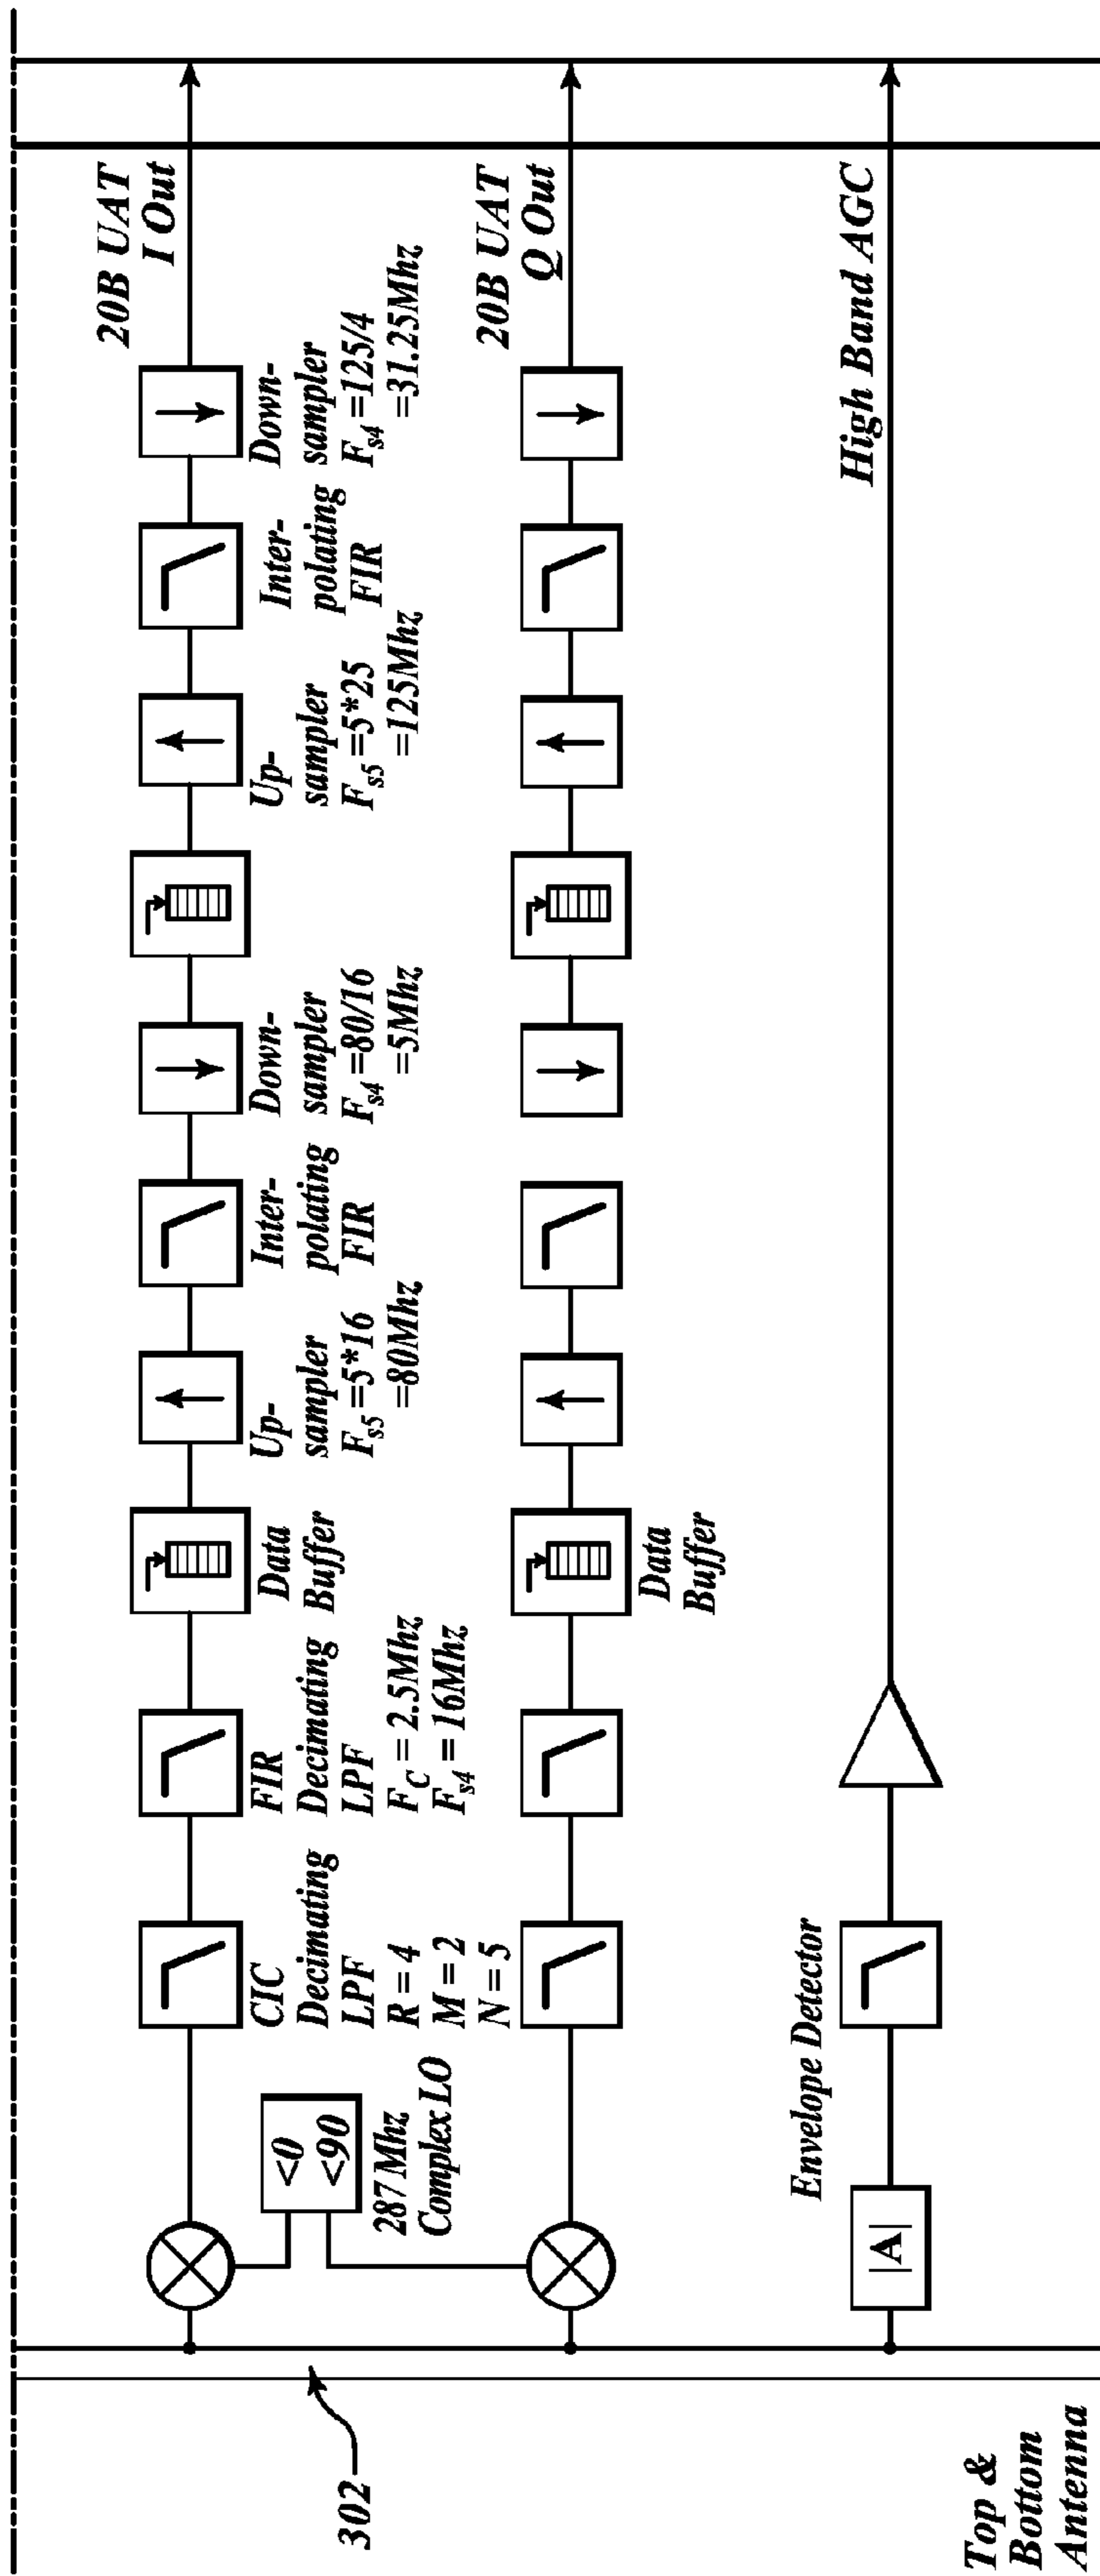 302
Top &
Bottom
Antenna
<0
<90
287 Mhz
Complex LO
CIC
Decimating
LPF
R = 4
M = 2
N = 5
FIR
Decimating
LPF
FC = 2.5Mhz
Fs4 = 16Mhz
Data
Buffer
Up-
sampler
Fs5 =5*16
=80Mhz
Inter-
polating
FIR
Down-
sampler
Fs4 =80/16
=5Mhz
Up-
sampler
Fs5 =5*25
=125Mhz
Inter-
polating
FIR
Down-
sampler
Fs4 =125/4
=31.25Mhz
20B UAT
I Out
Data
Buffer
20B UAT
Q Out
|A|
Envelope Detector
High Band AGC